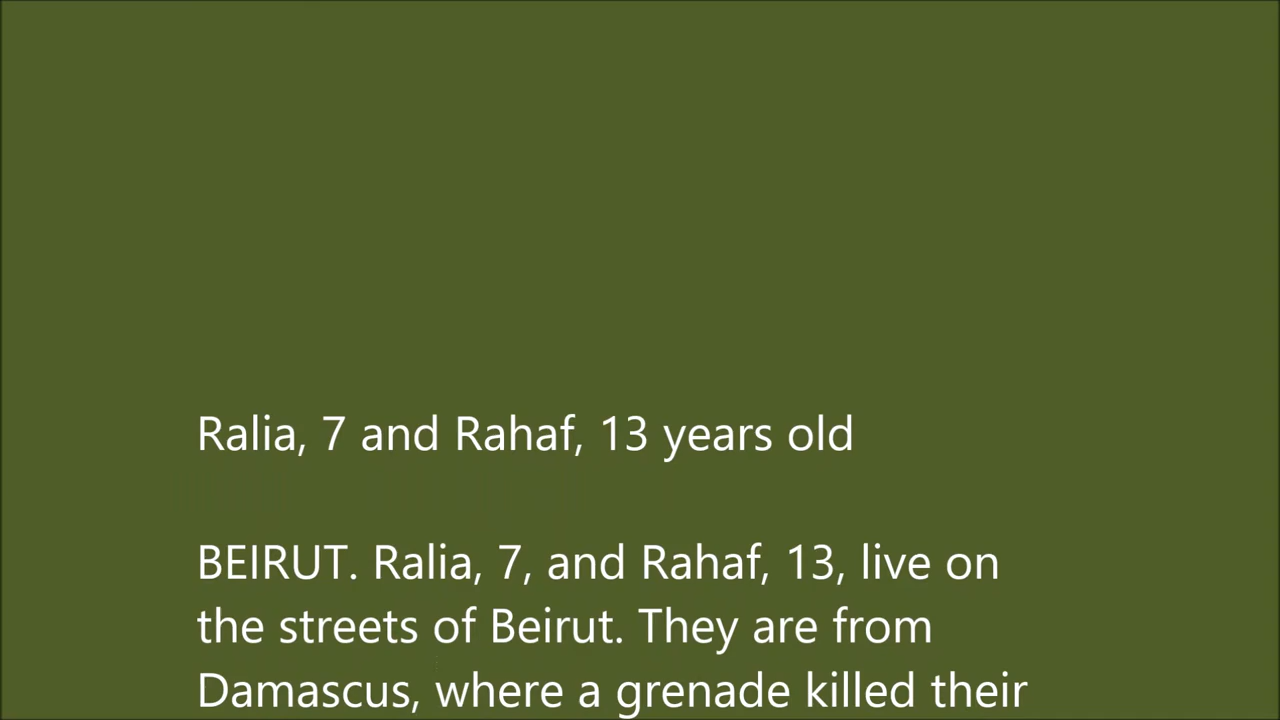 Ralia, 7 and Rahaf, 13 years old
BEIRUT. Ralia, 7, and Rahaf, 13, live on
the streets of Beirut. They are from
Damascus, where a grenade killed their